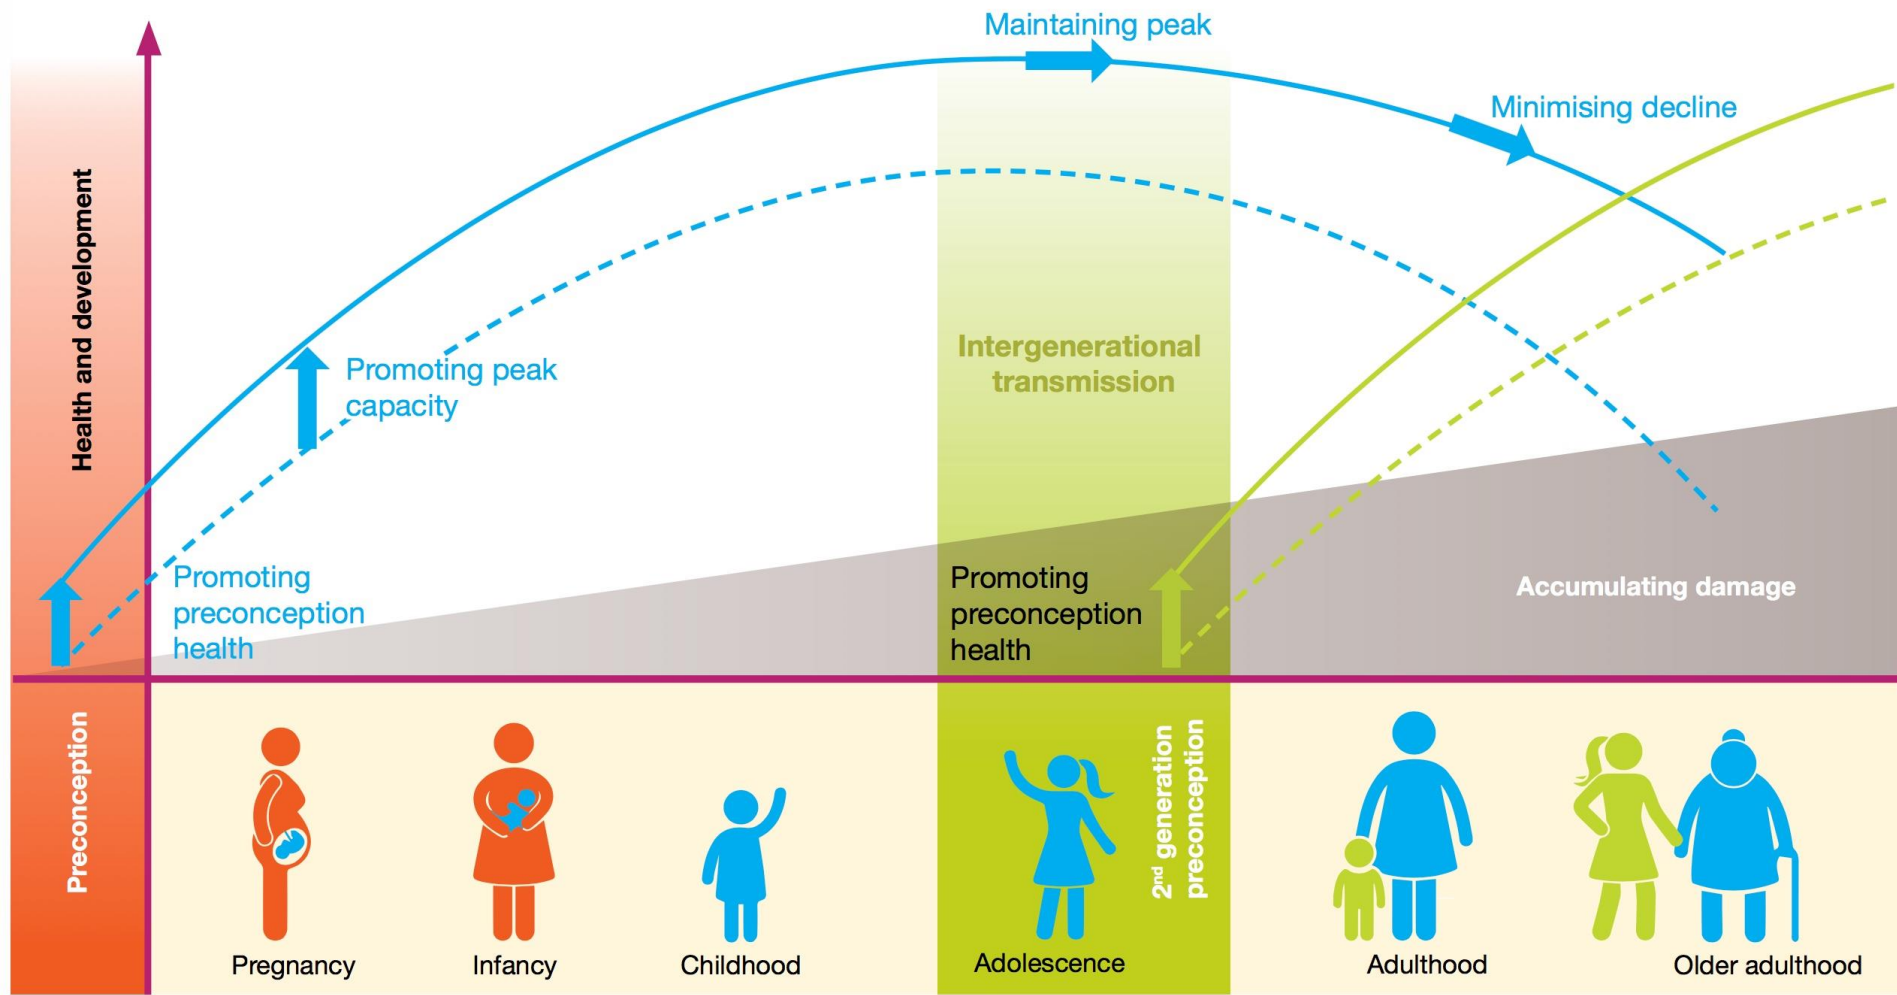 Maintaining peak
Minimising decline
Health and development
Intergenerational
transmission
Promoting peak
capacity
Promoting
preconception
health
Promoting
preconception
health
Accumulating damage
Preconception
2nd generation
preconception
Pregnancy
Infancy
Childhood
Adolescence
Adulthood
Older adulthood